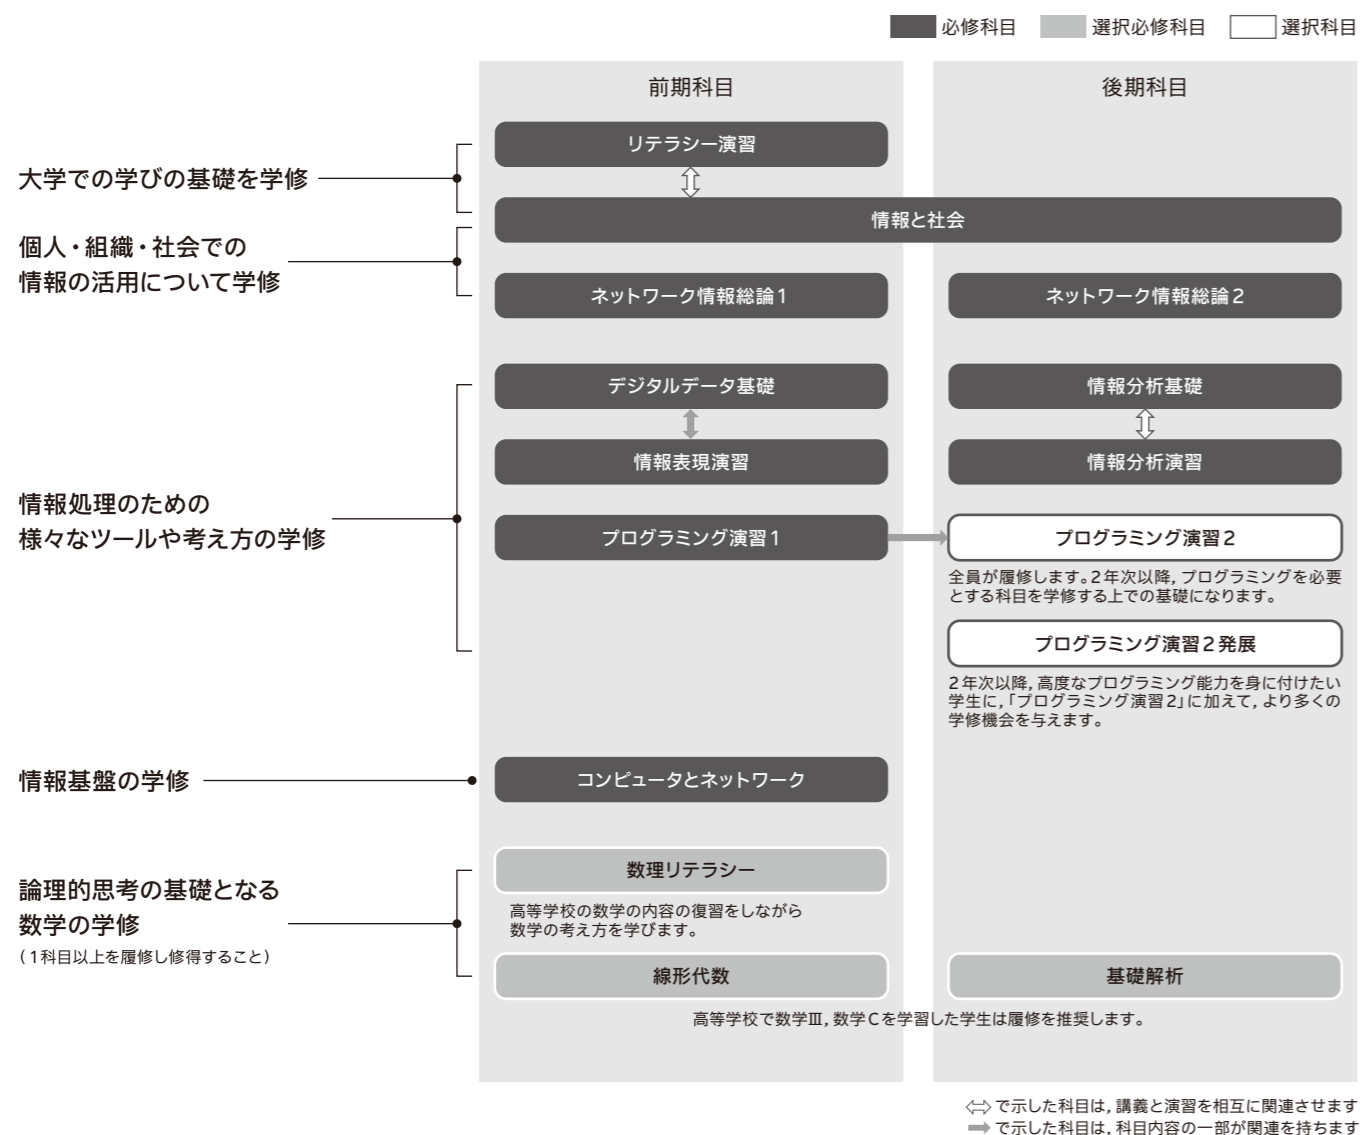 必修科目 選択必修科目 選択科目
前期科目
後期科目
大学での学びの基礎を学修
リテラシー演習
情報と社会
個人・組織・社会での
情報の活用について学修
ネットワーク情報総論1
ネットワーク情報総論2
情報処理のための
様々なツールや考え方の学修
デジタルデータ基礎
情報分析基礎
情報表現演習
情報分析演習
プログラミング演習1
プログラミング演習2
全員が履修します。2年次以降,プログラミングを必要
とする科目を学修する上での基礎になります。
プログラミング演習2発展
2年次以降,高度なプログラミング能力を身に付けたい
学生に,「プログラミング演習2」に加えて,より多くの
学修機会を与えます。
情報基盤の学修
コンピュータとネットワーク
論理的思考の基礎となる
数学の学修
(1科目以上を履修し修得すること)
数理リテラシー
高等学校の数学の内容の復習をしながら
数学の考え方を学びます。
線形代数
基礎解析
高等学校で数学Ⅲ,数学Cを学習した学生は履修を推奨します。
⇔で示した科目は,講義と演習を相互に関連させます
➡で示した科目は,科目内容の一部が関連を持ちます